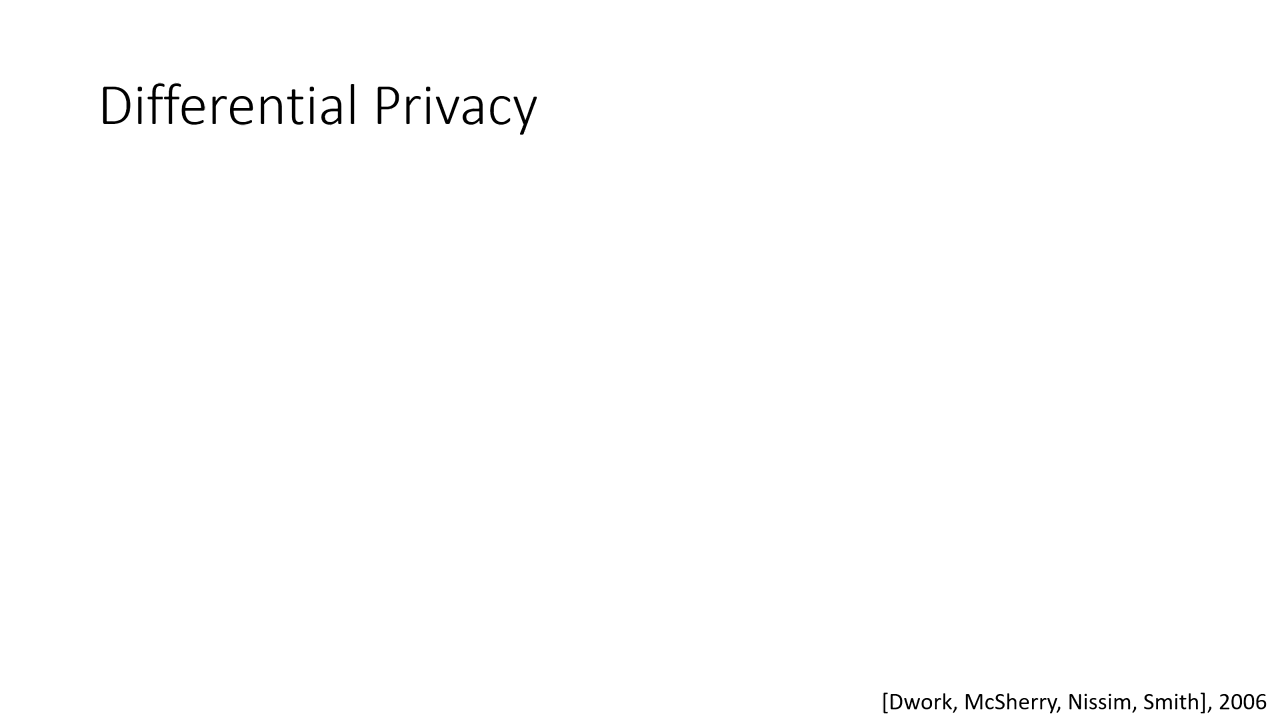 Differential Privacy
[Dwork, McSherry, Nissim, Smith], 2006